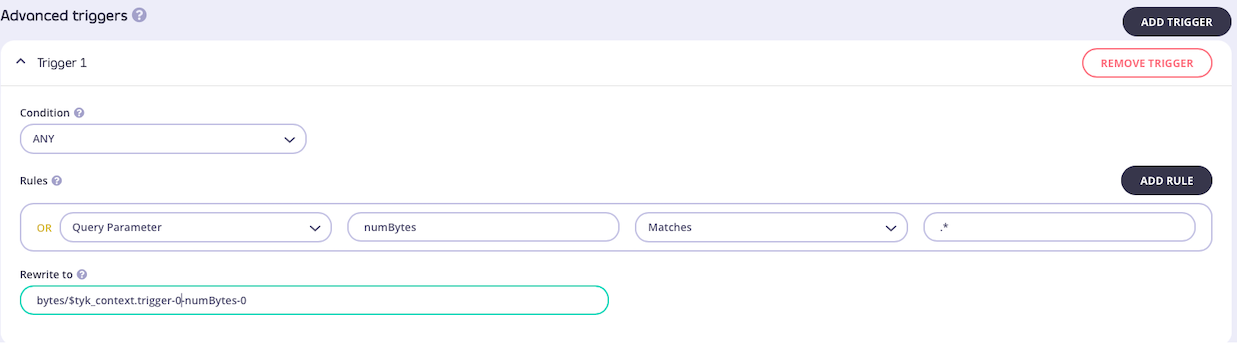 Advanced triggers ?
ADD TRIGGER
Trigger 1
REMOVE TRIGGER
Condition ?
ANY
Rules ?
ADD RULE
OR Query Parameter numBytes Matches .*
Rewrite to ?
bytes/$tyk_context.trigger-0-numBytes-0